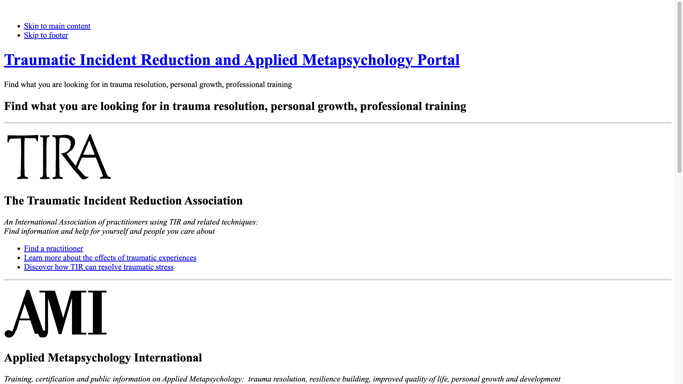 Skip to main content
Skip to footer
Traumatic Incident Reduction and Applied Metapsychology Portal
Find what you are looking for in trauma resolution, personal growth, professional training
Find what you are looking for in trauma resolution, personal growth, professional training
TIRA
The Traumatic Incident Reduction Association
An International Association of practitioners using TIR and related techniques:
Find information and help for yourself and people you care about
Find a practitioner
Learn more about the effects of traumatic experiences
Discover how TIR can resolve traumatic stress
AMI
Applied Metapsychology International
Training, certification and public information on Applied Metapsychology:  trauma resolution, resilience building, improved quality of life, personal growth and development